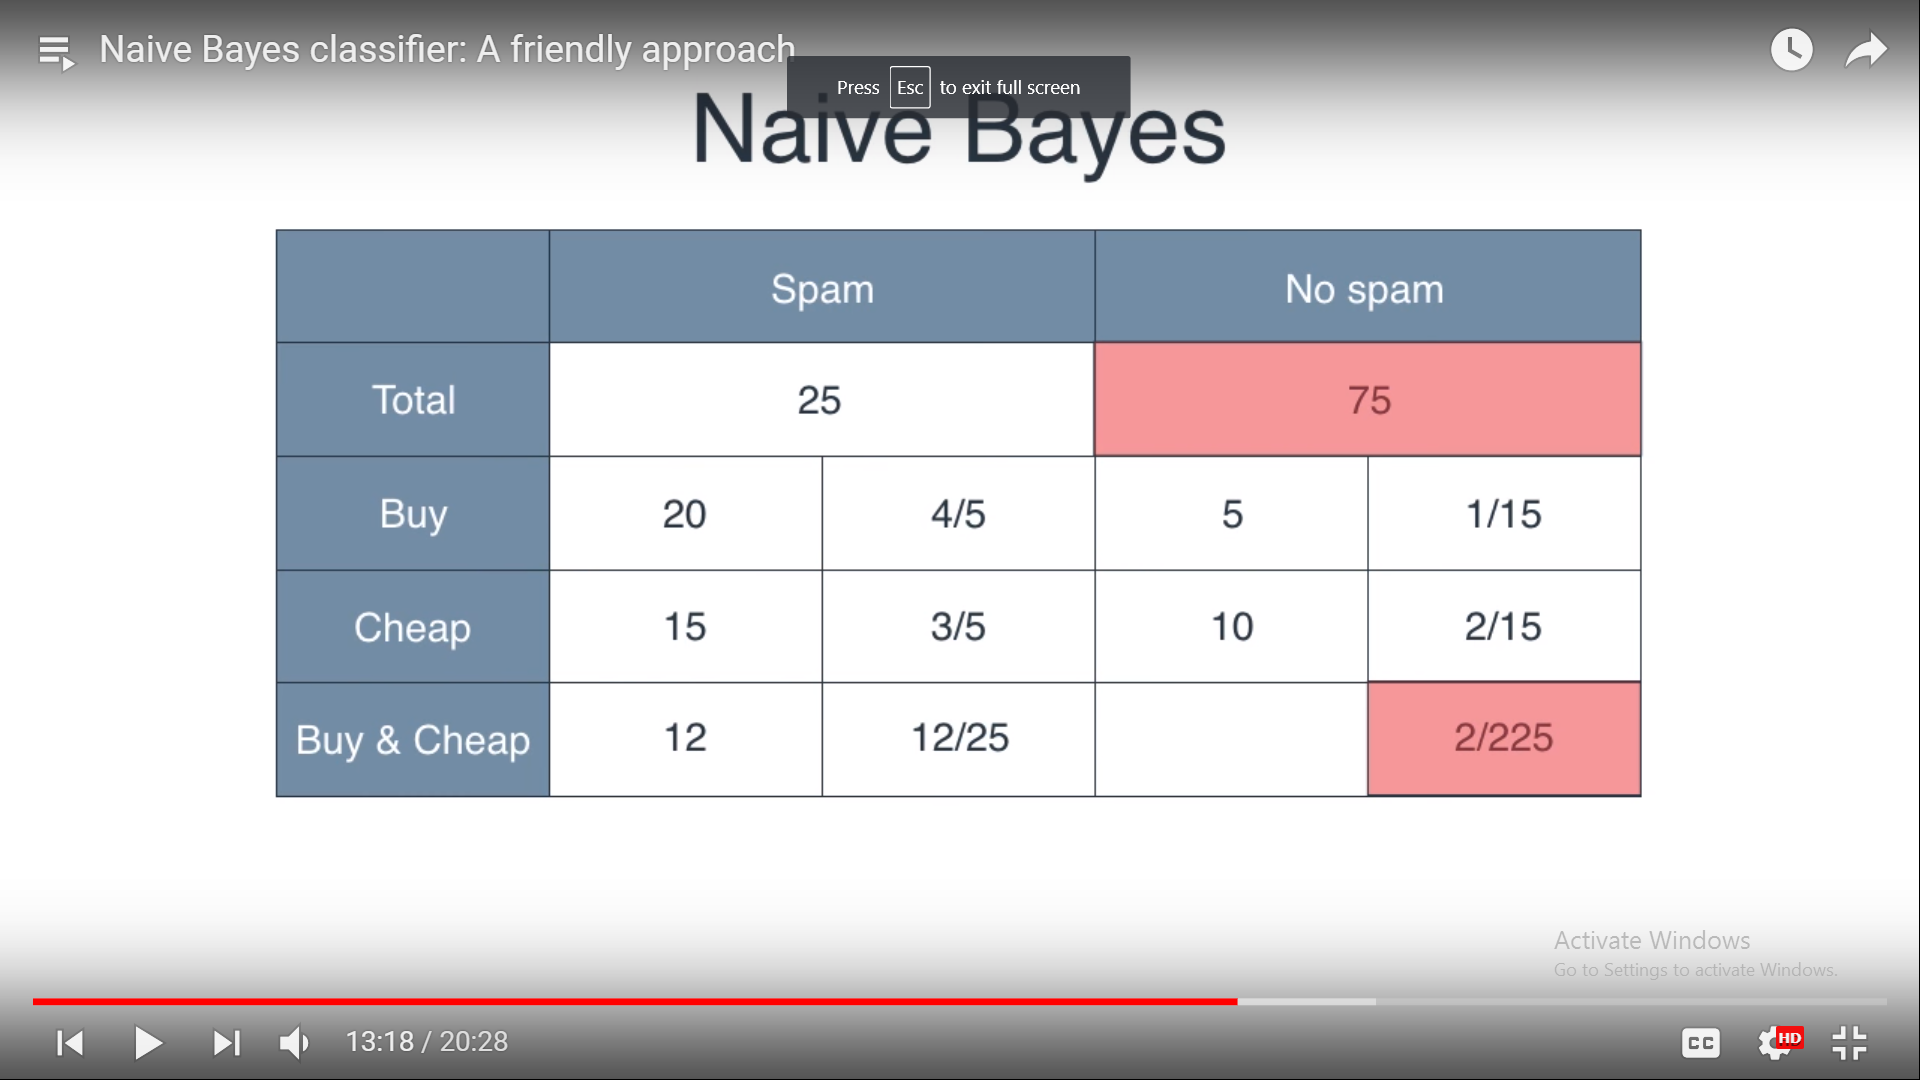 Naive Bayes classifier: A friendly approach
Press Esc to exit full screen
Naive Bayes
Spam No spam
Total 25 75
Buy 20 4/5 5 1/15
Cheap 15 3/5 10 2/15
Buy & Cheap 12 12/25 2/225
Activate Windows
Go to Settings to activate Windows.
13:18 / 20:28
CC HD